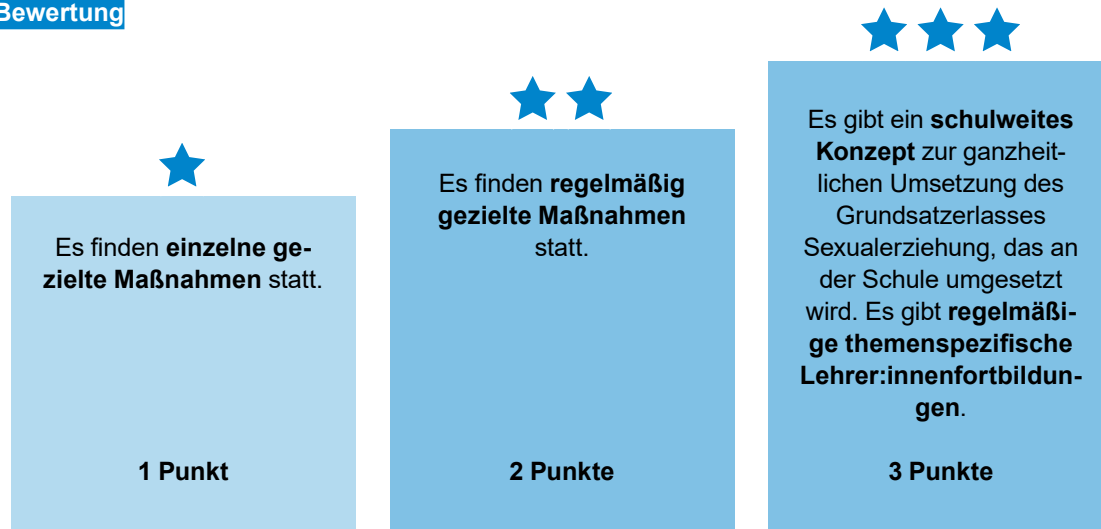 Bewertung
Es finden einzelne ge-
zielte Maßnahmen statt.
1 Punkt
Es finden regelmäßig
gezielte Maßnahmen
statt.
2 Punkte
Es gibt ein schulweites
Konzept zur ganzheit-
lichen Umsetzung des
Grundsatzerlasses
Sexualerziehung, das an
der Schule umgesetzt
wird. Es gibt regelmäßi-
ge themenspezifische
Lehrer:innenfortbildun-
gen.
3 Punkte